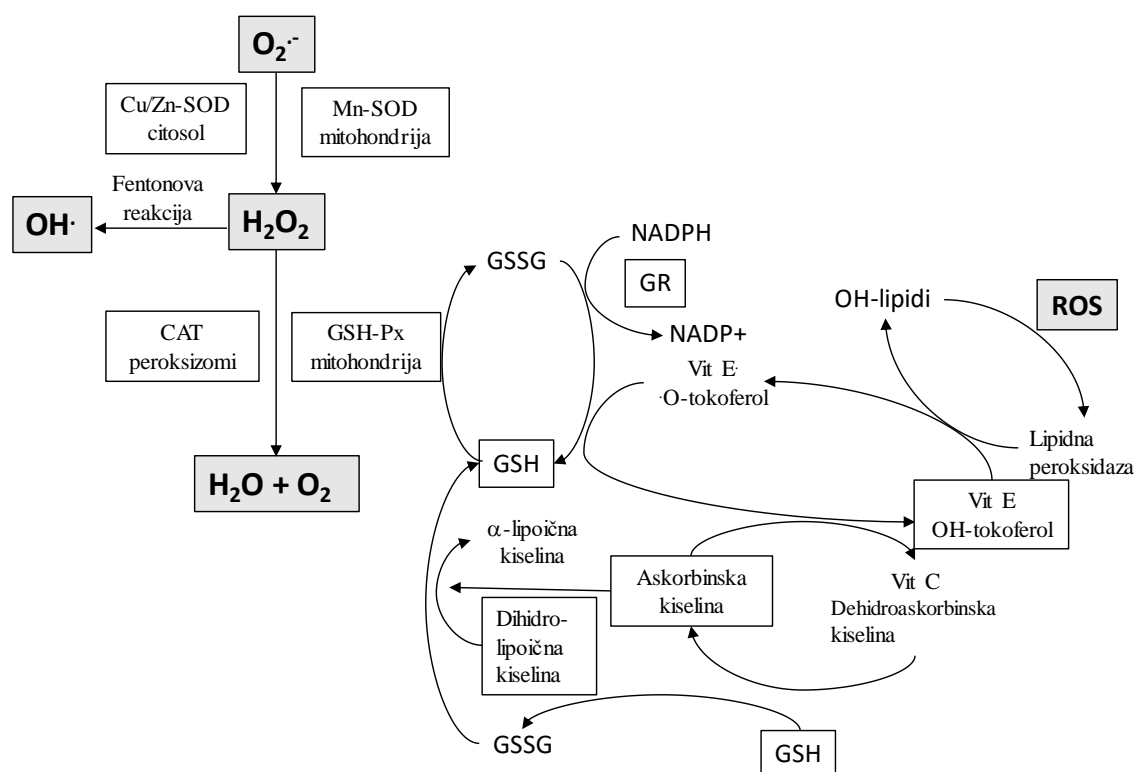 O₂·-
Cu/Zn-SOD
citosol
Mn-SOD
mitohondrija
Fentonova
reakcija
OH·
H₂O₂
CAT
peroksizomi
GSH-Px
mitohondrija
H₂O + O₂
GSSG
NADPH
GR
NADP+
Vit E·
·O-tokoferol
OH-lipidi
ROS
Lipidna
peroksidaza
GSH
Vit E
OH-tokoferol
α-lipoična
kiselina
Askorbinska
kiselina
Vit C
Dehidroaskorbinska
kiselina
Dihidro-
lipoična
kiselina
GSSG
GSH